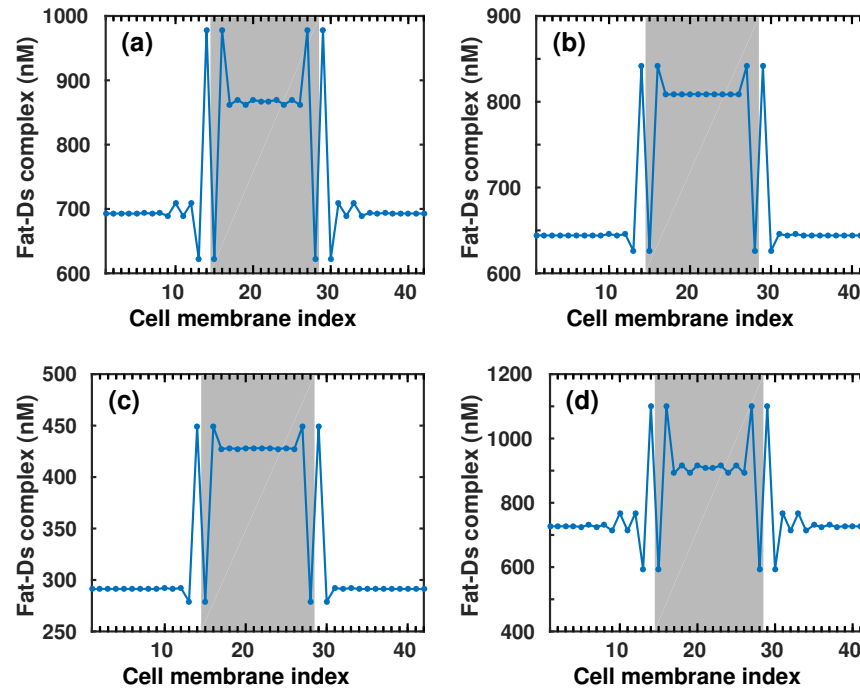 (a)
Fat-Ds complex (nM)
1000
900
800
700
600
10 20 30 40
Cell membrane index
(b)
Fat-Ds complex (nM)
900
800
700
600
10 20 30 40
Cell membrane index
(c)
Fat-Ds complex (nM)
500
450
400
350
300
250
10 20 30 40
Cell membrane index
(d)
Fat-Ds complex (nM)
1200
1000
800
600
400
10 20 30 40
Cell membrane index